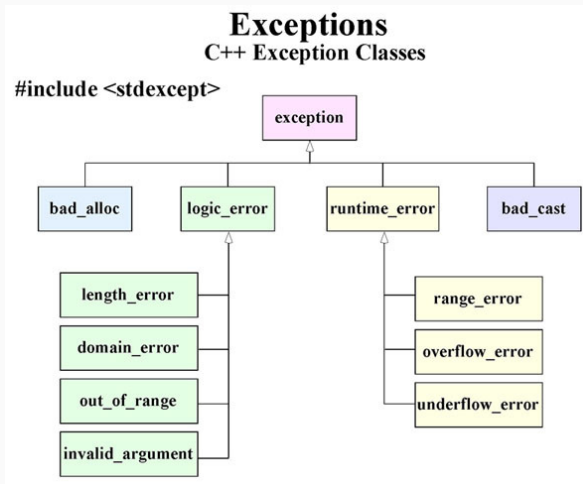 Exceptions
C++ Exception Classes
#include <stdexcept>
exception
bad_alloc
logic_error
runtime_error
bad_cast
length_error
domain_error
out_of_range
invalid_argument
range_error
overflow_error
underflow_error